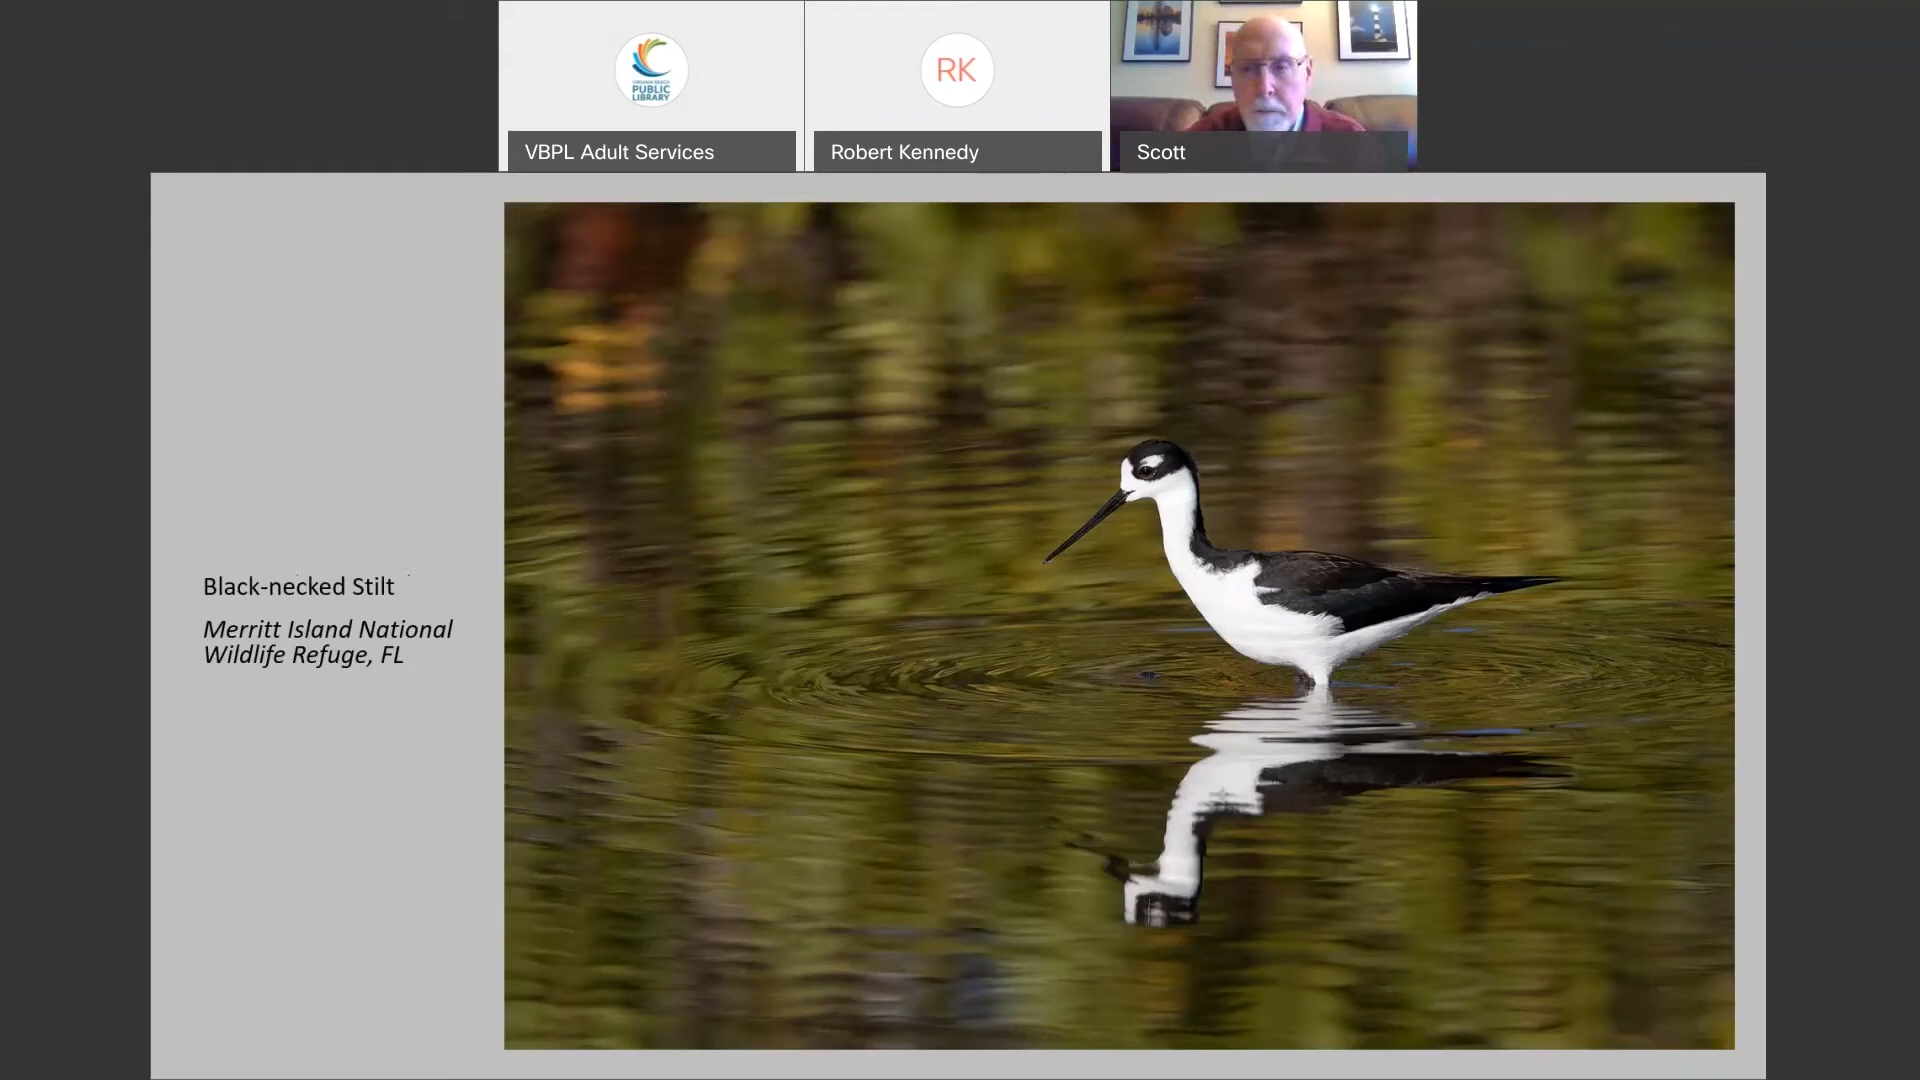 VIRGINIA BEACH
PUBLIC
LIBRARY
RK
VBPL Adult Services
Robert Kennedy
Scott
Black-necked Stilt
Merritt Island National
Wildlife Refuge, FL